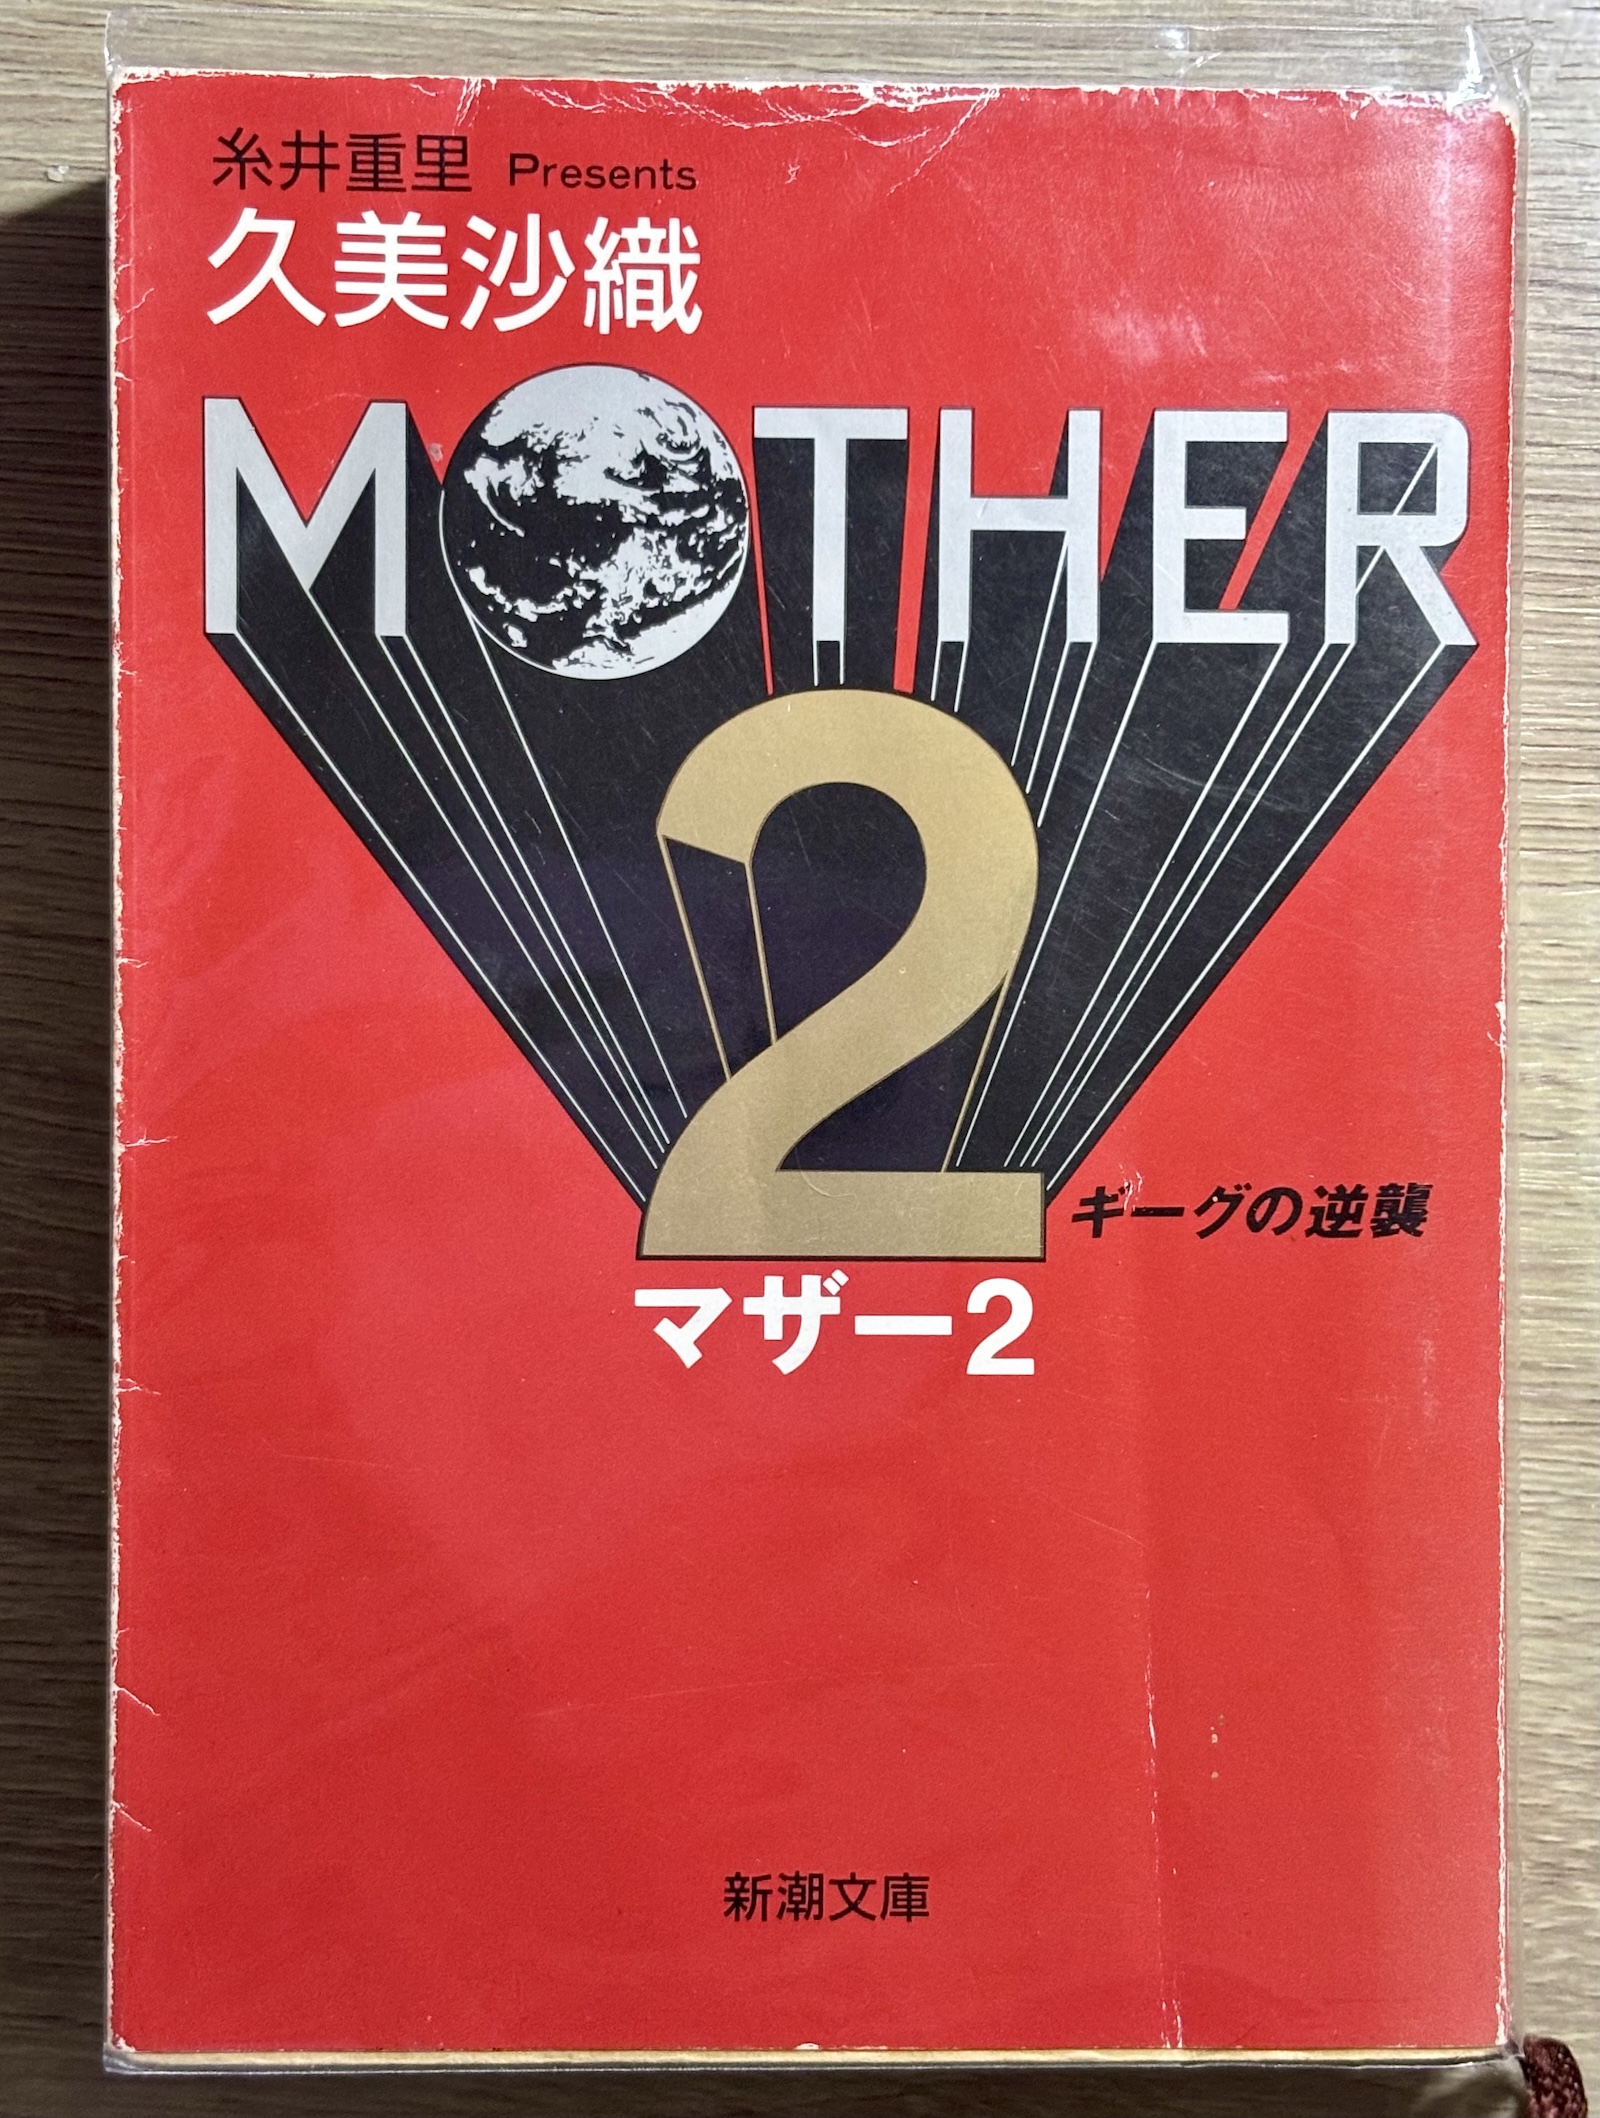 糸井重里 Presents
久美沙織
MOTHER
2
ギーグの逆襲
マザー2
新潮文庫